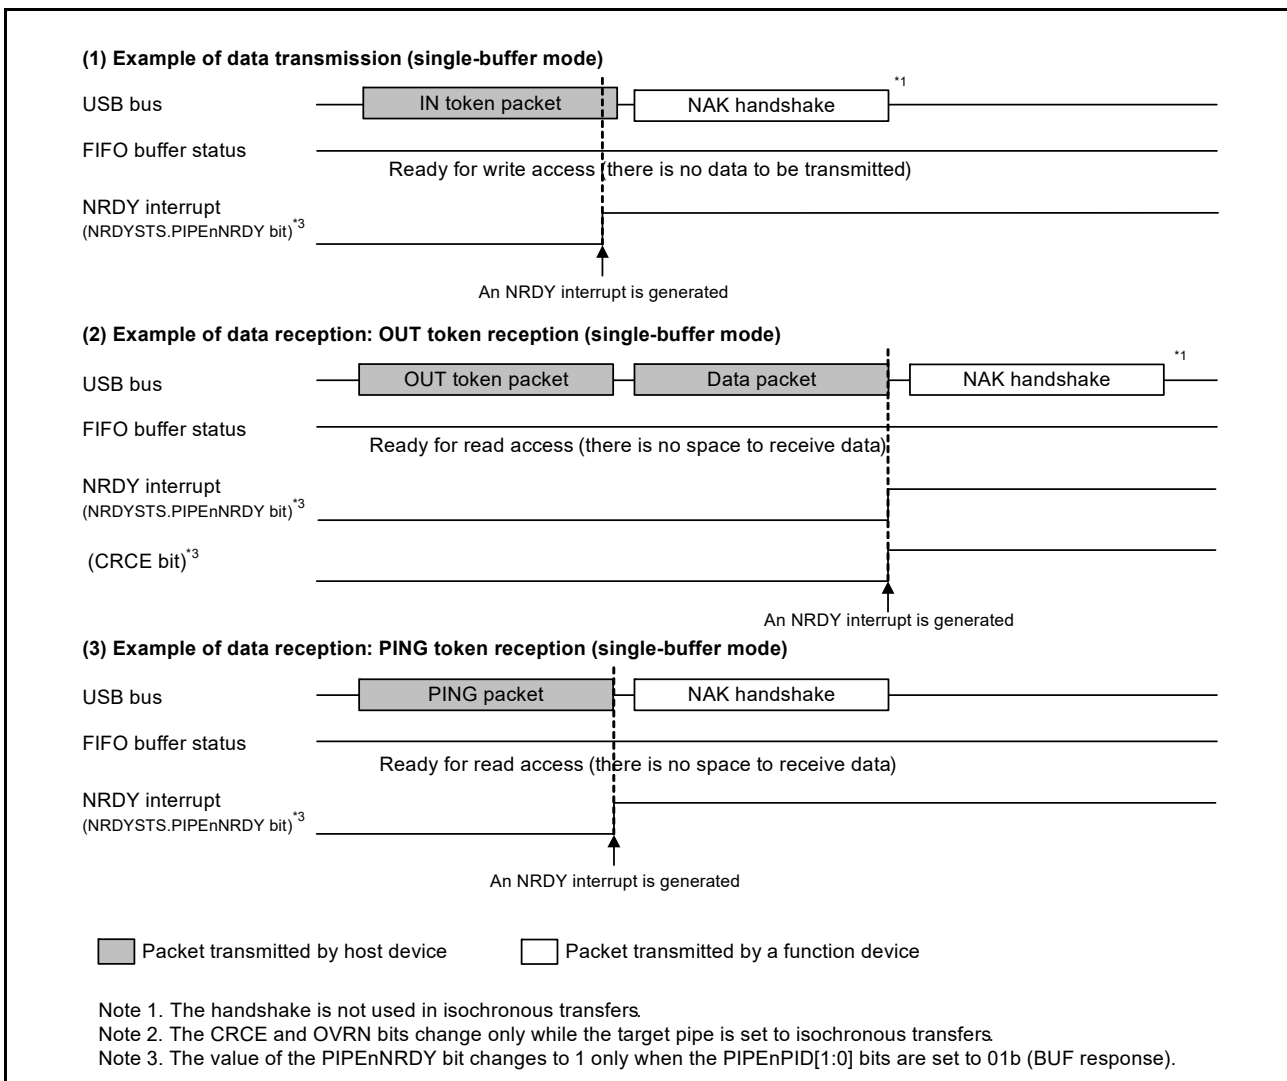 (1) Example of data transmission (single-buffer mode)
USB bus
IN token packet
NAK handshake
*1
FIFO buffer status
Ready for write access (there is no data to be transmitted)
NRDY interrupt
(NRDYSTS.PIPEnNRDY bit)*3
An NRDY interrupt is generated
(2) Example of data reception: OUT token reception (single-buffer mode)
USB bus
OUT token packet
Data packet
NAK handshake
*1
FIFO buffer status
Ready for read access (there is no space to receive data)
NRDY interrupt
(NRDYSTS.PIPEnNRDY bit)*3
(CRCE bit)*3
An NRDY interrupt is generated
(3) Example of data reception: PING token reception (single-buffer mode)
USB bus
PING packet
NAK handshake
FIFO buffer status
Ready for read access (there is no space to receive data)
NRDY interrupt
(NRDYSTS.PIPEnNRDY bit)*3
An NRDY interrupt is generated
Packet transmitted by host device
Packet transmitted by a function device
Note 1. The handshake is not used in isochronous transfers.
Note 2. The CRCE and OVRN bits change only while the target pipe is set to isochronous transfers.
Note 3. The value of the PIPEnNRDY bit changes to 1 only when the PIPEnPID[1:0] bits are set to 01b (BUF response).